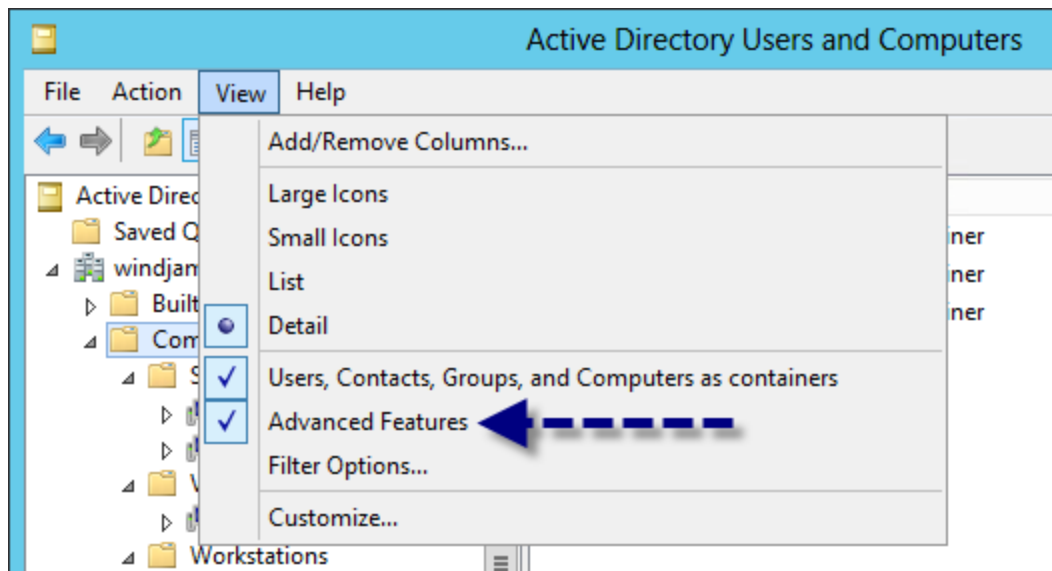 Active Directory Users and Computers
File Action View Help
Add/Remove Columns...
Active Direc
Large Icons
Saved Q
Small Icons
iner
windjam
List
iner
Built
Detail
iner
Com
Users, Contacts, Groups, and Computers as containers
S
Advanced Features
Filter Options...
Customize...
Workstations